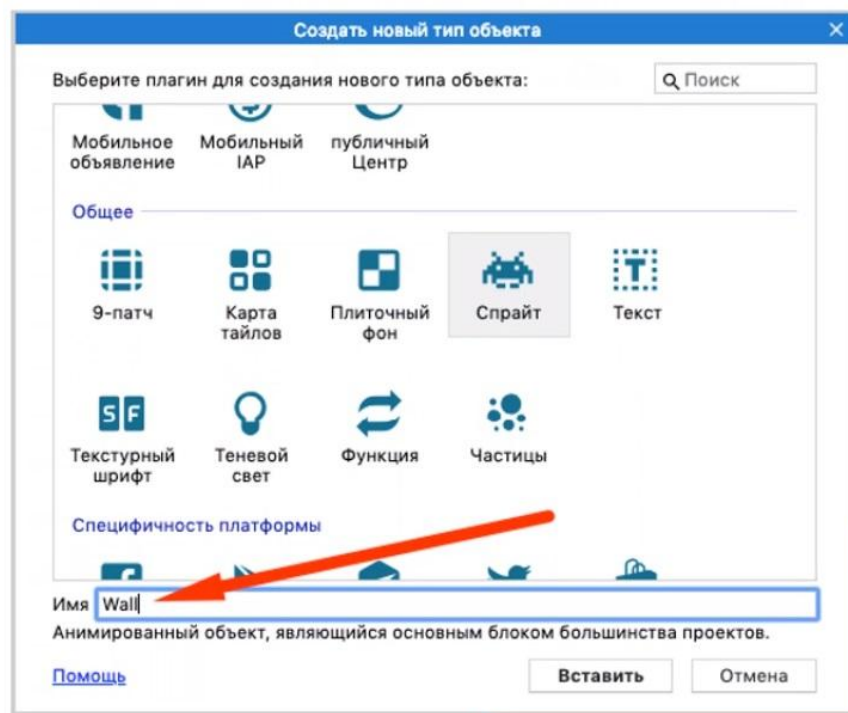 Создать новый тип объекта
Выберите плагин для создания нового типа объекта:
Поиск
Мобильное объявление
Мобильный IAP
публичный Центр
Общее
9-патч
Карта тайлов
Плиточный фон
Спрайт
Текст
SF
Текстурный шрифт
Теневой свет
Функция
Частицы
Специфичность платформы
Имя Wall
Анимированный объект, являющийся основным блоком большинства проектов.
Помощь
Вставить
Отмена